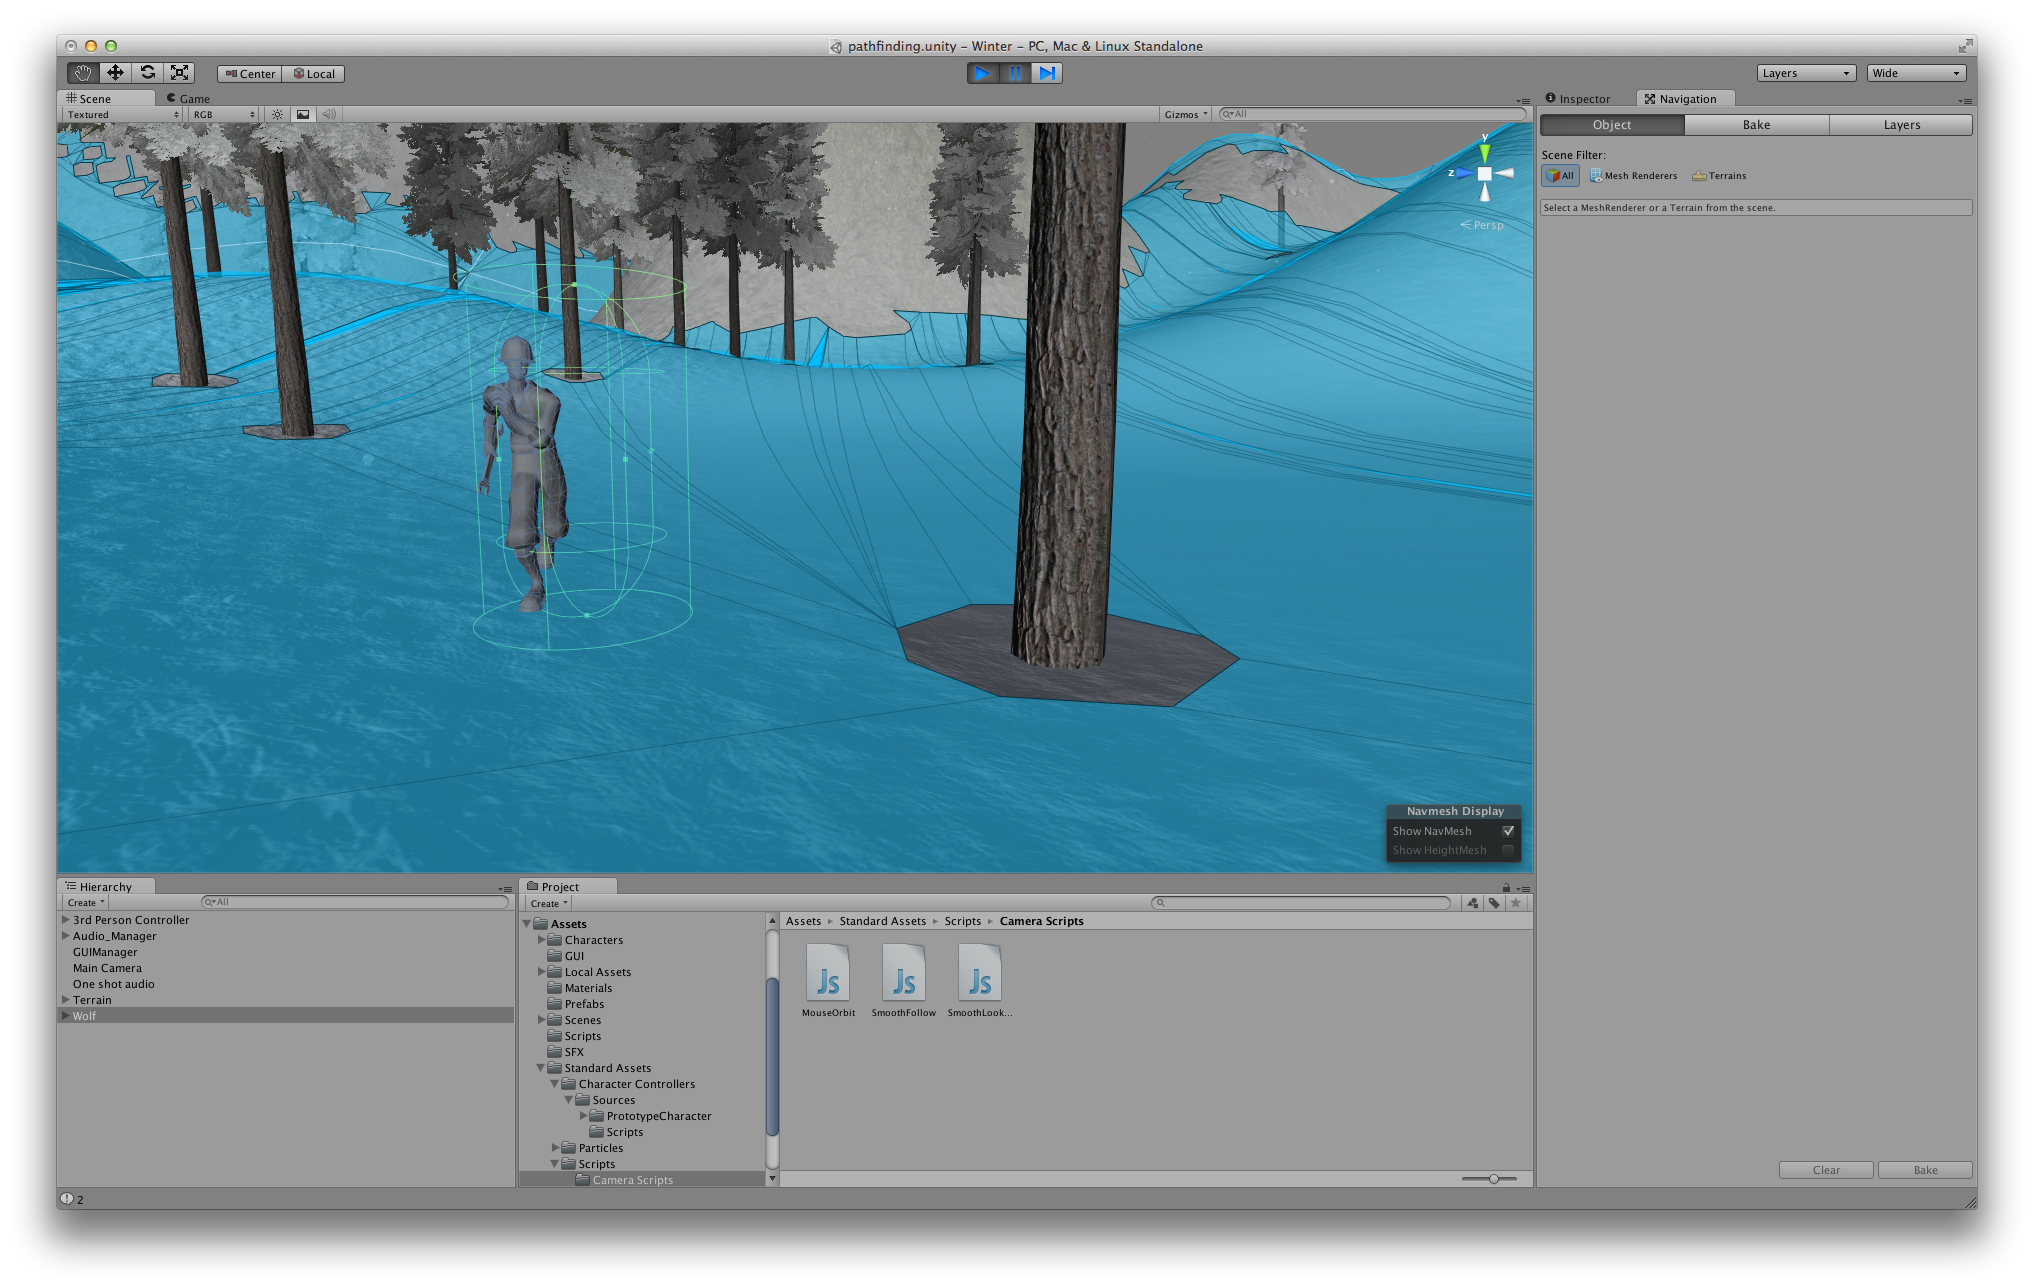 pathfinding.unity – Winter – PC, Mac & Linux Standalone
Center Local Layers Wide
Scene Game
Textured RGB Gizmos All
y
z
Persp
Navmesh Display
Show NavMesh
Show HeightMesh
Inspector Navigation
Object Bake Layers
Scene Filter:
All Mesh Renderers Terrains
Select a MeshRenderer or a Terrain from the scene.
Clear Bake
Hierarchy
Create All
3rd Person Controller
Audio_Manager
GUIManager
Main Camera
One shot audio
Terrain
Wolf
Project
Create
Assets
Characters
GUI
Local Assets
Materials
Prefabs
Scenes
Scripts
SFX
Standard Assets
Character Controllers
Sources
PrototypeCharacter
Scripts
Particles
Scripts
Camera Scripts
Assets Standard Assets Scripts Camera Scripts
Js Js Js
MouseOrbit SmoothFollow SmoothLook...
2